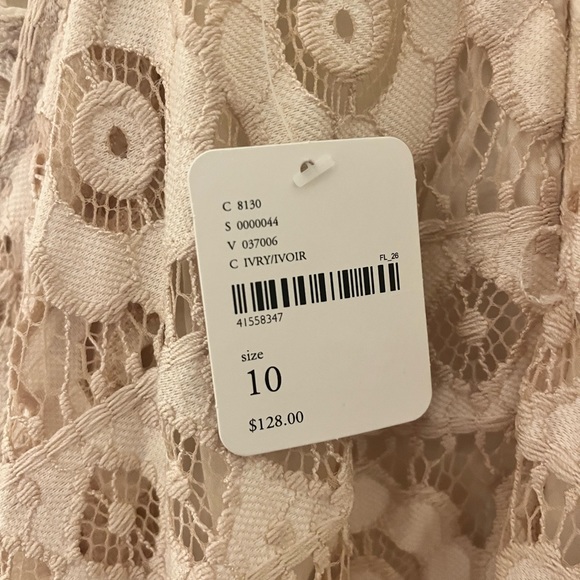 C 8130
S 0000044
V 037006
C IVRY/IVOIR
FL_26
41558347
size
10
$128.00